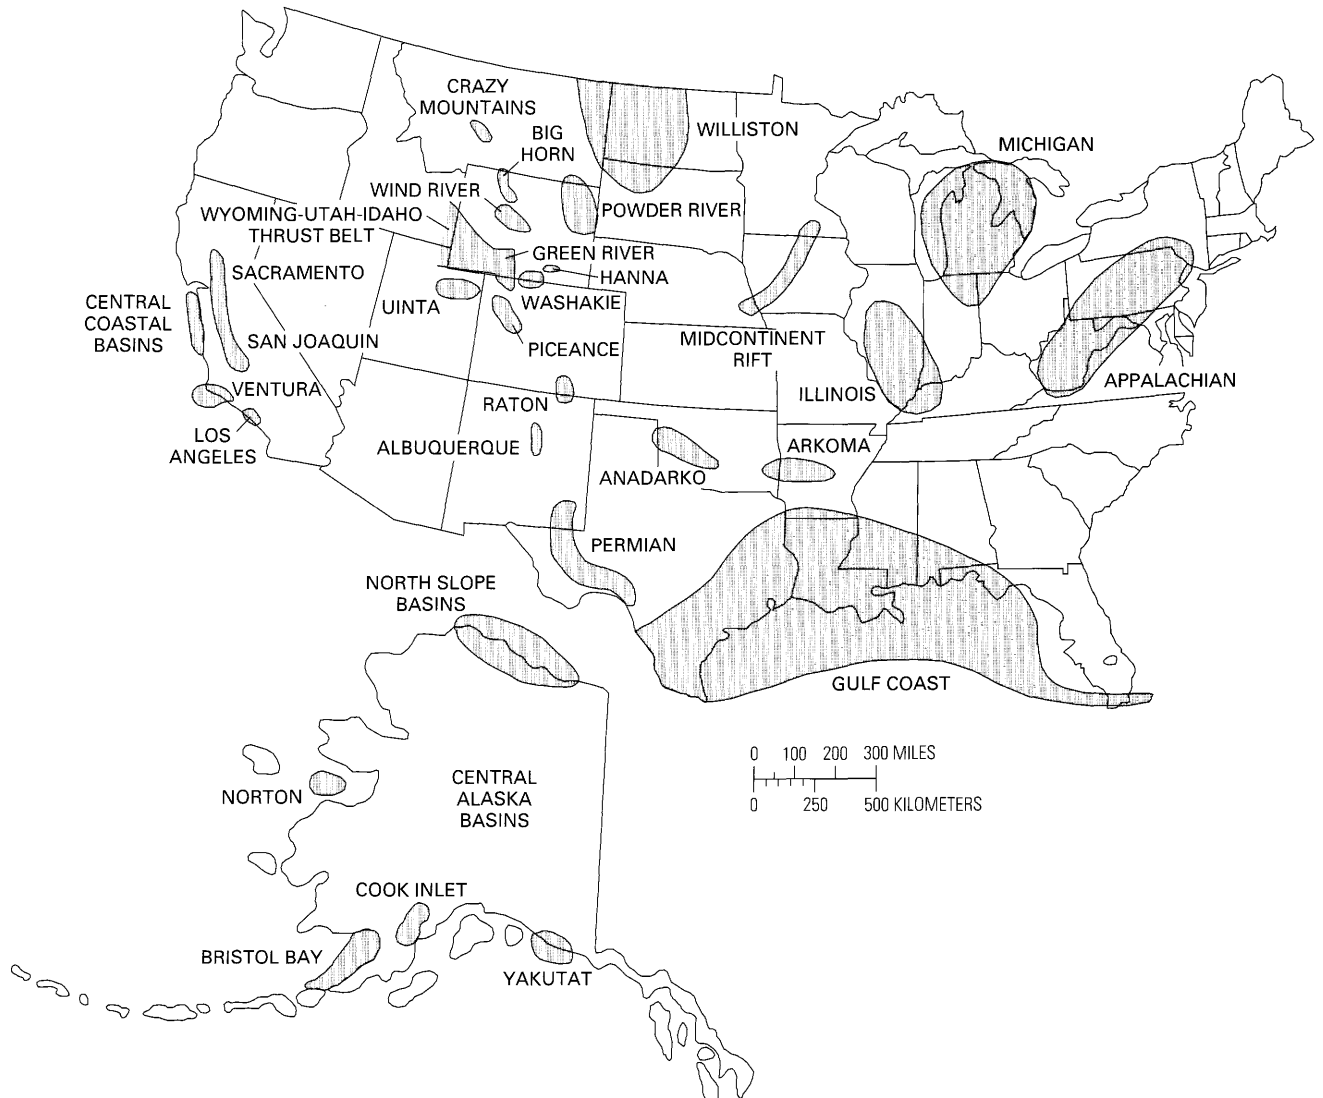 CRAZY
MOUNTAINS
BIG
HORN
WILLISTON
MICHIGAN
WIND RIVER
WYOMING-UTAH-IDAHO
THRUST BELT
POWDER RIVER
GREEN RIVER
HANNA
SACRAMENTO
UINTA
WASHAKIE
CENTRAL
COASTAL
BASINS
SAN JOAQUIN
PICEANCE
MIDCONTINENT
RIFT
VENTURA
RATON
ILLINOIS
APPALACHIAN
LOS
ANGELES
ALBUQUERQUE
ANADARKO
ARKOMA
PERMIAN
NORTH SLOPE
BASINS
GULF COAST
0 100 200 300 MILES
0 250 500 KILOMETERS
NORTON
CENTRAL
ALASKA
BASINS
COOK INLET
BRISTOL BAY
YAKUTAT